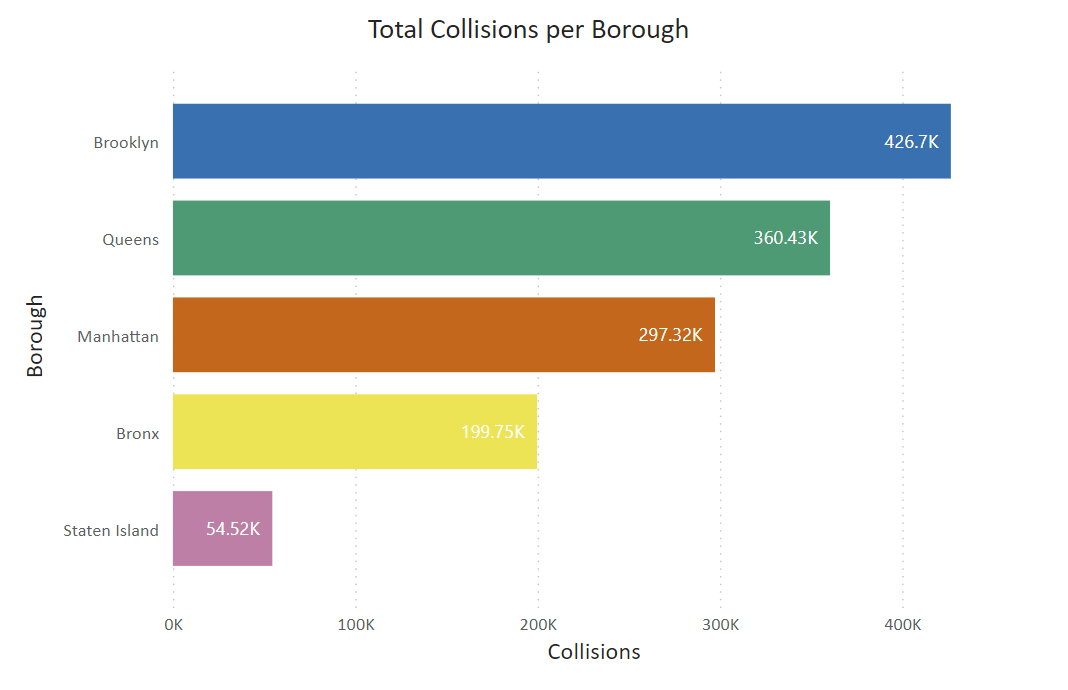 Total Collisions per Borough
Borough
Brooklyn 426.7K
Queens 360.43K
Manhattan 297.32K
Bronx 199.75K
Staten Island 54.52K
0K 100K 200K 300K 400K
Collisions